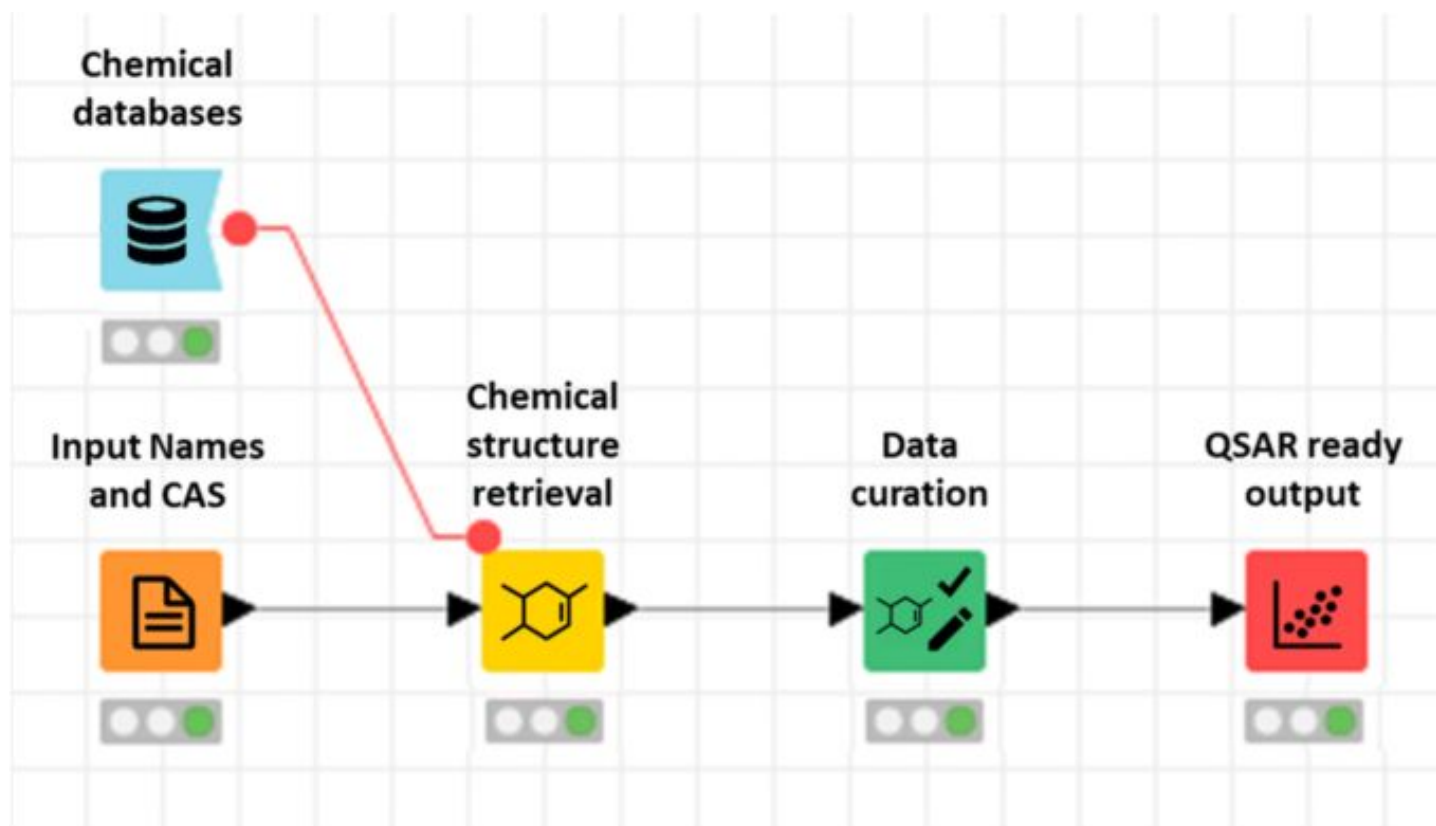 Chemical
databases
Input Names
and CAS
Chemical
structure
retrieval
Data
curation
QSAR ready
output